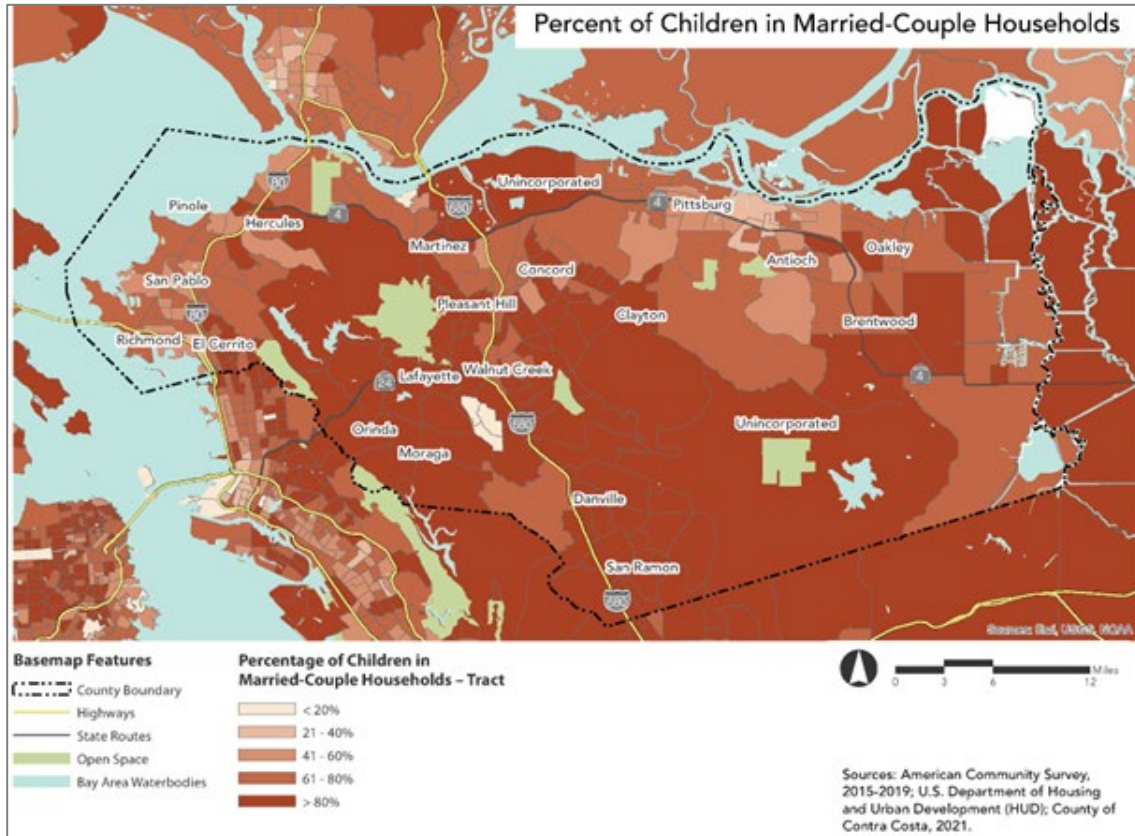 Percent of Children in Married-Couple Households
80
Unincorporated
Pinole
4
680
4
Pittsburg
Hercules
Martinez
Oakley
Antioch
San Pablo
Concord
Pleasant Hill
Clayton
Brentwood
Richmond
El Cerrito
Lafayette
Walnut Creek
24
4
680
Orinda
Unincorporated
Moraga
Danville
San Ramon
680
Sources: Esri, USGS, NOAA
Basemap Features
County Boundary
Highways
State Routes
Open Space
Bay Area Waterbodies
Percentage of Children in
Married-Couple Households – Tract
< 20%
21 - 40%
41 - 60%
61 - 80%
> 80%
Miles
0 3 6 12
Sources: American Community Survey,
2015-2019; U.S. Department of Housing
and Urban Development (HUD); County of
Contra Costa, 2021.